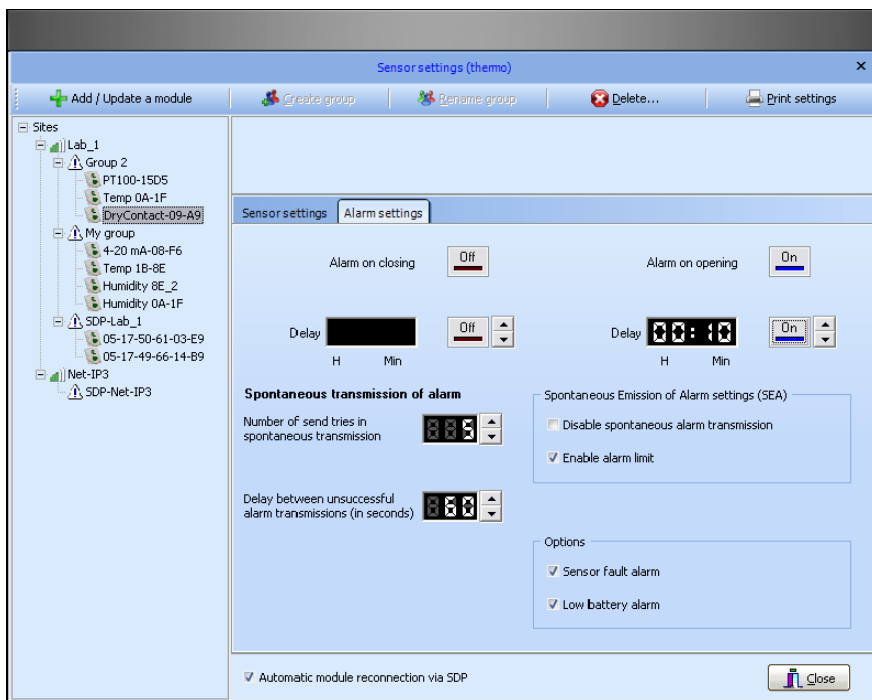 Sensor settings (thermo)
Add / Update a module
Create group
Rename group
Delete...
Print settings
Sites
Lab_1
Group 2
PT100-15D5
Temp 0A-1F
DryContact-09-A9
My group
4-20 mA-08-F6
Temp 1B-8E
Humidity 8E_2
Humidity 0A-1F
SDP-Lab_1
05-17-50-61-03-E9
05-17-49-66-14-B9
Net-IP3
SDP-Net-IP3
Sensor settings
Alarm settings
Alarm on closing
Off
Alarm on opening
On
Delay
Off
H Min
Delay
00:10
On
H Min
Spontaneous transmission of alarm
Number of send tries in
spontaneous transmission
5
Delay between unsuccessful
alarm transmissions (in seconds)
60
Spontaneous Emission of Alarm settings (SEA)
Disable spontaneous alarm transmission
Enable alarm limit
Options
Sensor fault alarm
Low battery alarm
Automatic module reconnection via SDP
Close